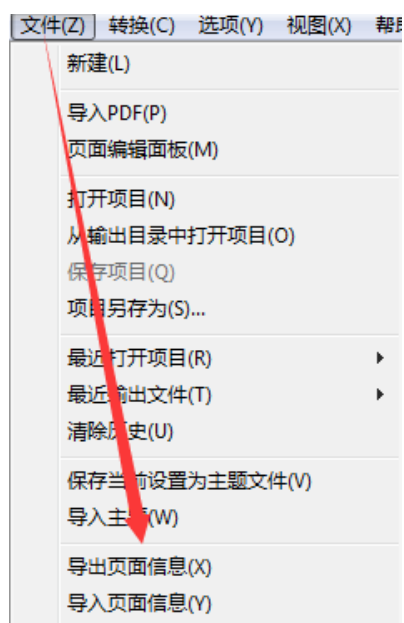 文件(Z) 转换(C) 选项(Y) 视图(X) 帮
新建(L)
导入PDF(P)
页面编辑面板(M)
打开项目(N)
从输出目录中打开项目(O)
保存项目(Q)
项目另存为(S)...
最近打开项目(R)
最近输出文件(T)
清除历史(U)
保存当前设置为主题文件(V)
导入主题(W)
导出页面信息(X)
导入页面信息(Y)